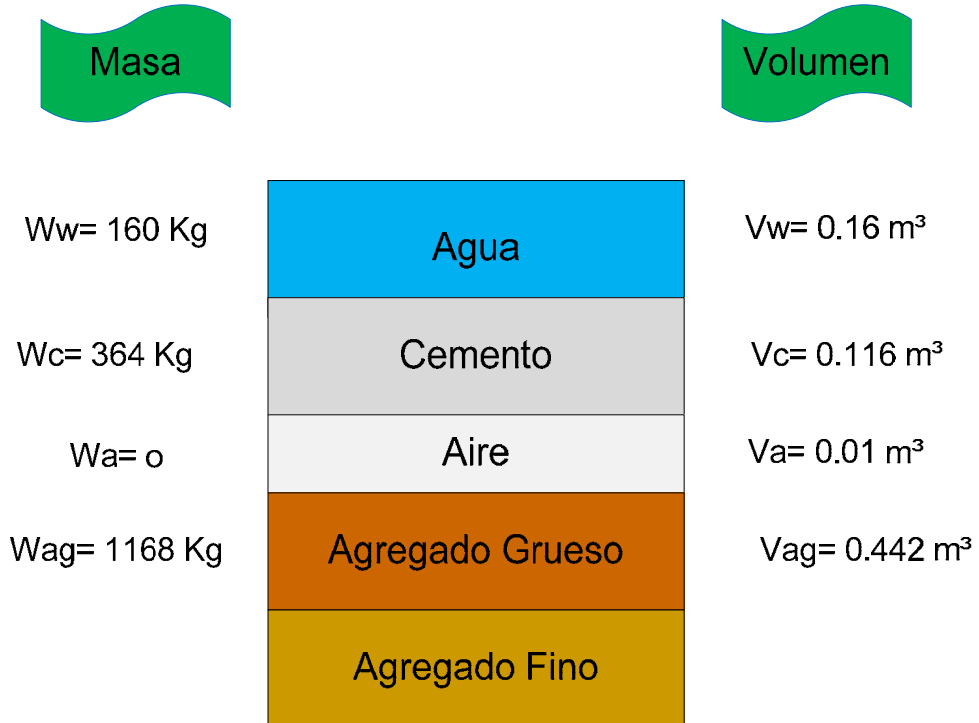 Masa
Volumen
Ww= 160 Kg
Agua
Vw= 0.16 m³
Wc= 364 Kg
Cemento
Vc= 0.116 m³
Wa= o
Aire
Va= 0.01 m³
Wag= 1168 Kg
Agregado Grueso
Vag= 0.442 m³
Agregado Fino